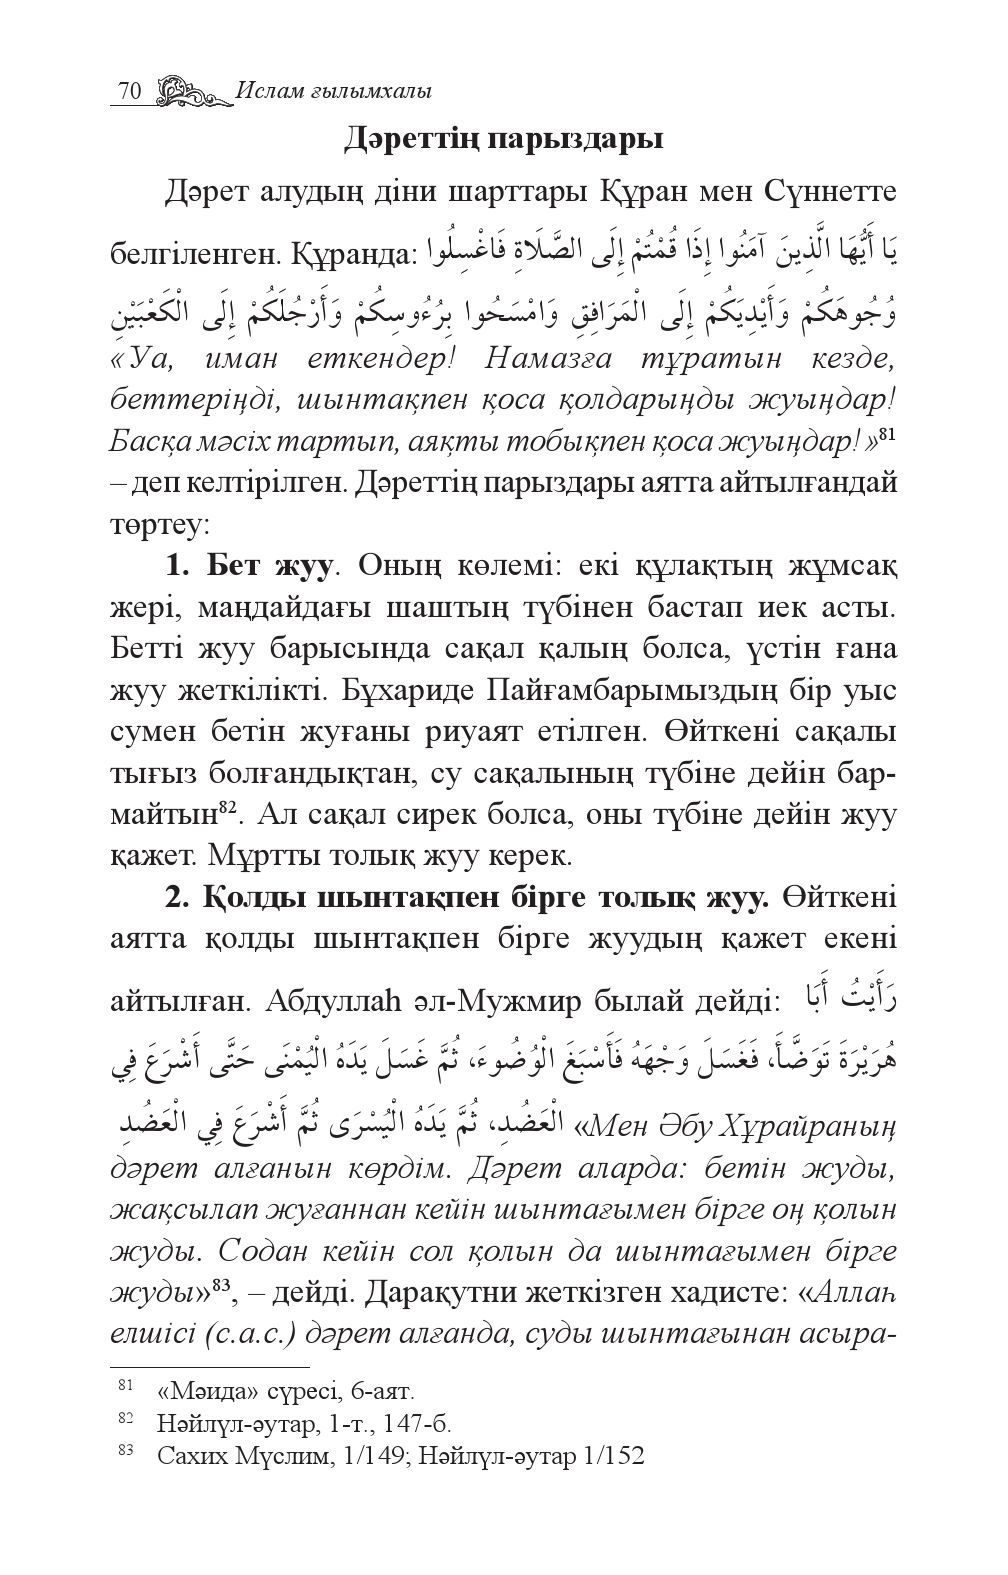 70 Ислам ғылымхалы
Дәреттің парыздары
Дәрет алудың діни шарттары Құран мен Сүннетте
белгіленген. Құранда: يَا أَيُّهَا الَّذِينَ آمَنُوا إِذَا قُمْتُمْ إِلَى الصَّلَاةِ فَاغْسِلُوا
وُجُوهَكُمْ وَأَيْدِيَكُمْ إِلَى الْمَرَافِقِ وَامْسَحُوا بِرُءُوسِكُمْ وَأَرْجُلَكُمْ إِلَى الْكَعْبَيْنِ
«Уа, иман еткендер! Намазға тұратын кезде,
беттеріңді, шынтақпен қоса қолдарыңды жуыңдар!
Басқа мәсіх тартып, аяқты тобықпен қоса жуыңдар!»81
– деп келтірілген. Дәреттің парыздары аятта айтылғандай
төртеу:
1. Бет жуу. Оның көлемі: екі құлақтың жұмсақ
жері, маңдайдағы шаштың түбінен бастап иек асты.
Бетті жуу барысында сақал қалың болса, үстін ғана
жуу жеткілікті. Бұхариде Пайғамбарымыздың бір уыс
сумен бетін жуғаны риуаят етілген. Өйткені сақалы
тығыз болғандықтан, су сақалының түбіне дейін бар-
майтын82. Ал сақал сирек болса, оны түбіне дейін жуу
қажет. Мұртты толық жуу керек.
2. Қолды шынтақпен бірге толық жуу. Өйткені
аятта қолды шынтақпен бірге жуудың қажет екені
айтылған. Абдуллаһ әл-Мужмир былай дейді: رَأَيْتُ أَبَا
هُرَيْرَةَ تَوَضَّأَ، فَغَسَلَ وَجْهَهُ فَأَسْبَغَ الْوُضُوءَ، ثُمَّ غَسَلَ يَدَهُ الْيُمْنَى حَتَّى أَشْرَعَ فِي
الْعَضُدِ، ثُمَّ يَدَهُ الْيُسْرَى ثُمَّ أَشْرَعَ فِي الْعَضُدِ «Мен Әбу Хұрайраның
дәрет алғанын көрдім. Дәрет аларда: бетін жуды,
жақсылап жуғаннан кейін шынтағымен бірге оң қолын
жуды. Содан кейін сол қолын да шынтағымен бірге
жуды»83, – дейді. Дарақутни жеткізген хадисте: «Аллаһ
елшісі (с.а.с.) дәрет алғанда, суды шынтағынан асыра-
81 «Мәида» сүресі, 6-аят.
82 Нәйлүл-әутар, 1-т., 147-б.
83 Сахих Мүслим, 1/149; Нәйлүл-әутар 1/152